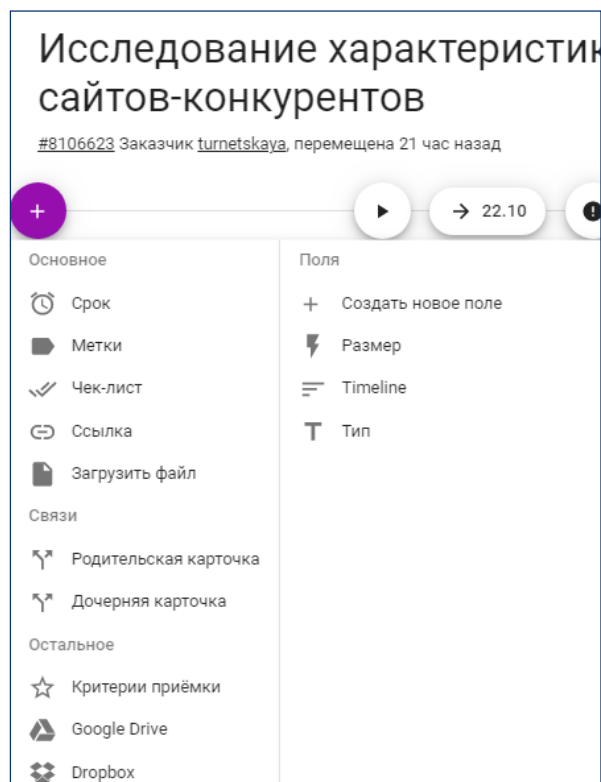 Исследование характеристик
сайтов-конкурентов
#8106623 Заказчик turnetskaya, перемещена 21 час назад
22.10
Основное
Срок
Метки
Чек-лист
Ссылка
Загрузить файл
Связи
Родительская карточка
Дочерняя карточка
Остальное
Критерии приёмки
Google Drive
Dropbox
Поля
Создать новое поле
Размер
Timeline
Тип